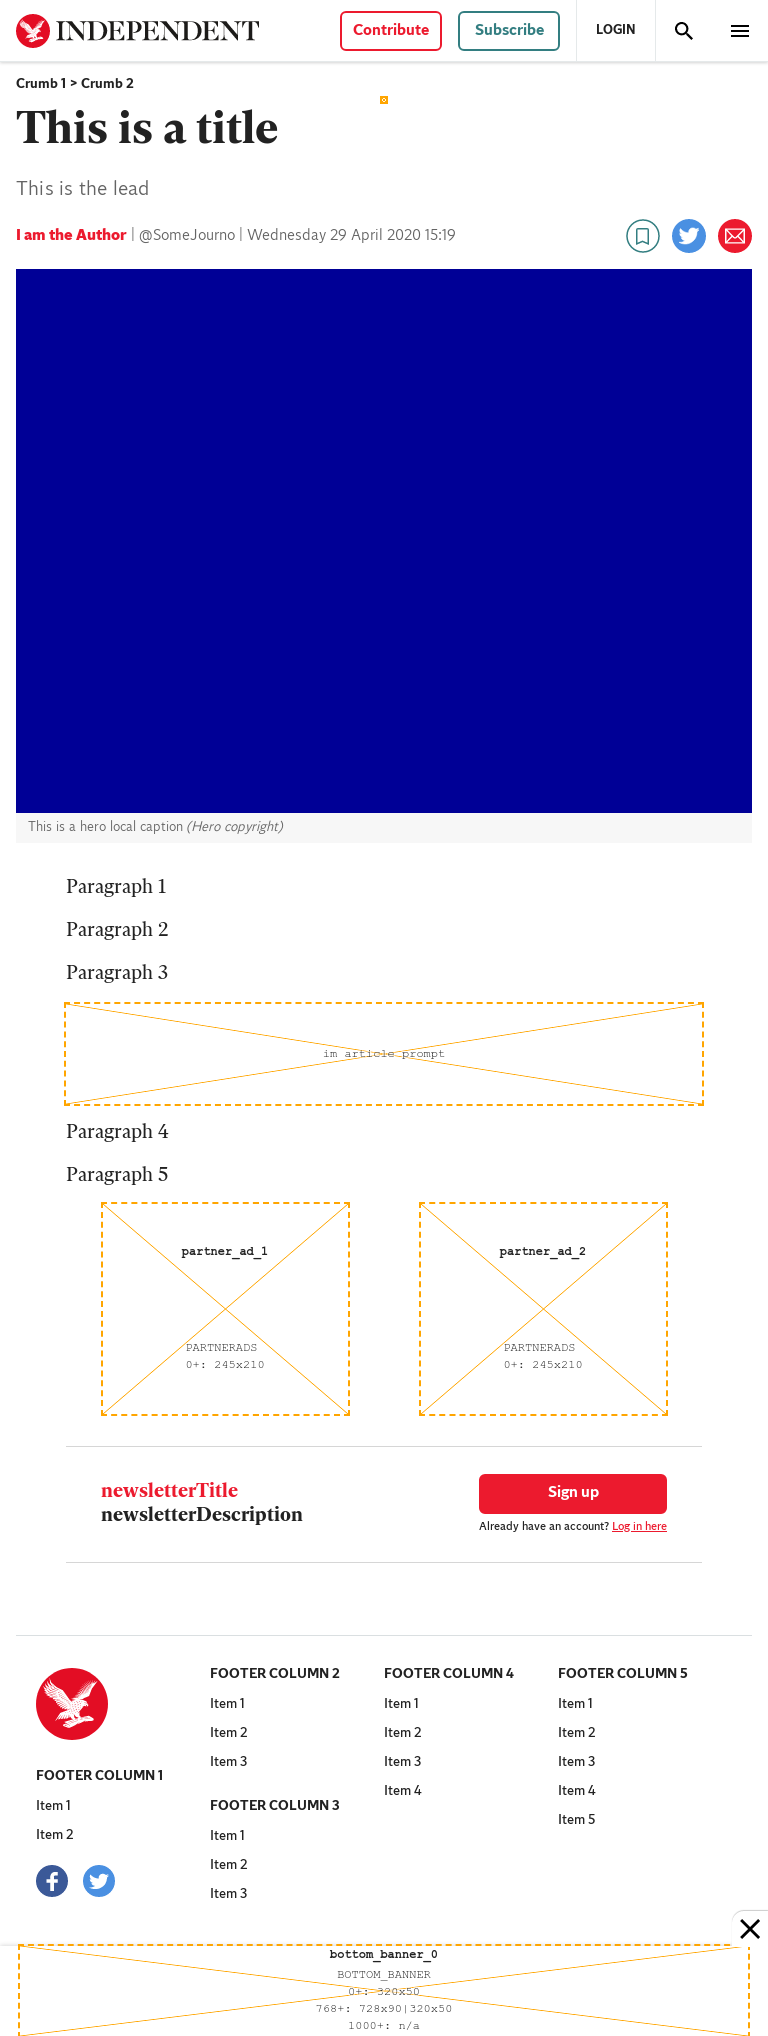 INDEPENDENT
Contribute
Subscribe
LOGIN
Crumb 1 > Crumb 2
This is a title
This is the lead
I am the Author | @SomeJourno | Wednesday 29 April 2020 15:19
This is a hero local caption (Hero copyright)
Paragraph 1
Paragraph 2
Paragraph 3
im article prompt
Paragraph 4
Paragraph 5
partner_ad_1
PARTNERADS
0+: 245x210
partner_ad_2
PARTNERADS
0+: 245x210
newsletterTitle
newsletterDescription
Sign up
Already have an account? Log in here
FOOTER COLUMN 1
Item 1
Item 2
FOOTER COLUMN 2
Item 1
Item 2
Item 3
FOOTER COLUMN 3
Item 1
Item 2
Item 3
FOOTER COLUMN 4
Item 1
Item 2
Item 3
Item 4
FOOTER COLUMN 5
Item 1
Item 2
Item 3
Item 4
Item 5
bottom_banner_0
BOTTOM_BANNER
0+: 320x50
768+: 728x90|320x50
1000+: n/a